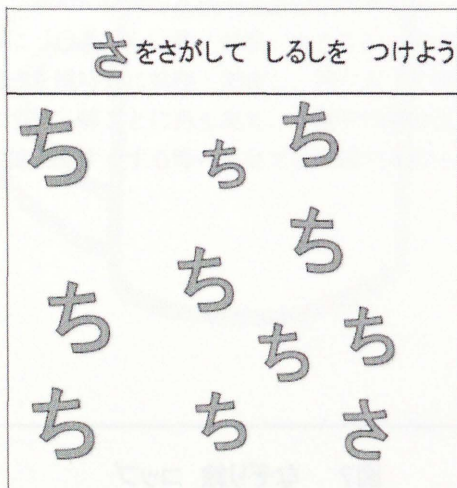 さをさがして しるしを つけよう
ち ち ち
ち
ち
ち ち ち
ち ち さ